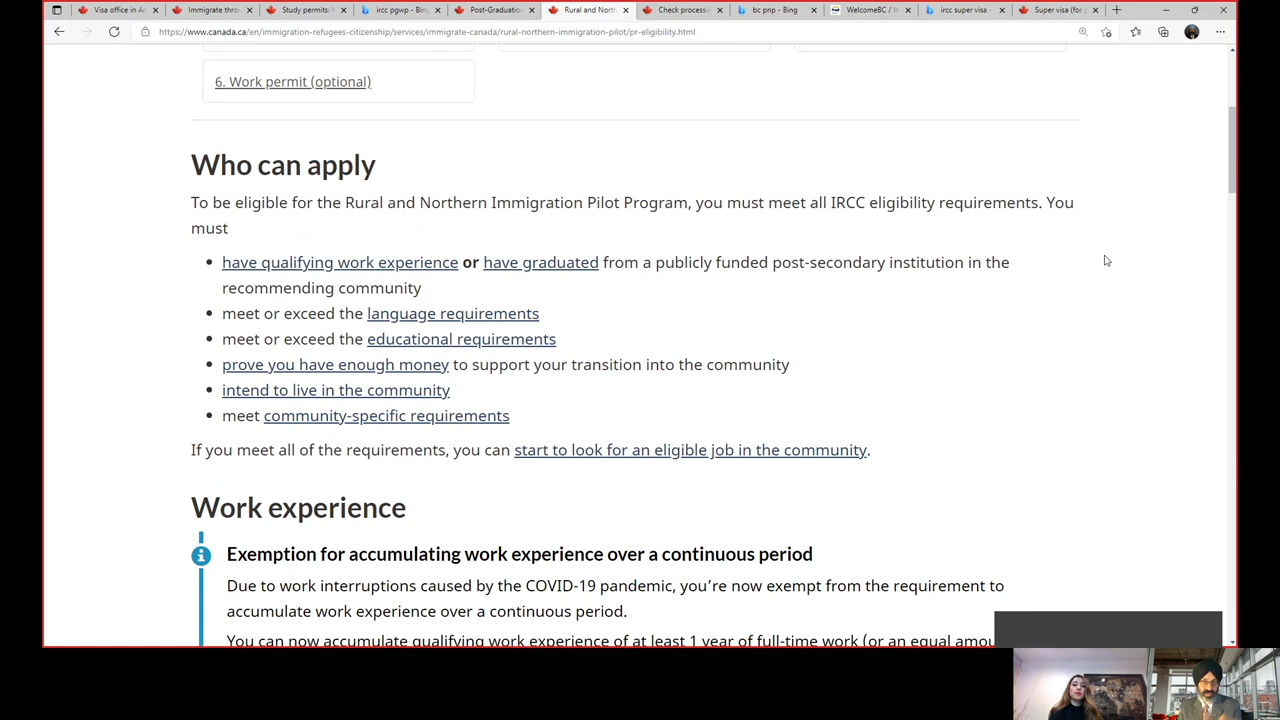 Visa office in A
Immigrate thro
Study permits:
ircc pgwp - Bin
Post-Graduation
Rural and North
Check processi
bc pnp - Bing
WelcomeBC / I
ircc super visa -
Super visa (for
https://www.canada.ca/en/immigration-refugees-citizenship/services/immigrate-canada/rural-northern-immigration-pilot/pr-eligibility.html
6. Work permit (optional)
Who can apply
To be eligible for the Rural and Northern Immigration Pilot Program, you must meet all IRCC eligibility requirements. You
must
• have qualifying work experience or have graduated from a publicly funded post-secondary institution in the
recommending community
• meet or exceed the language requirements
• meet or exceed the educational requirements
• prove you have enough money to support your transition into the community
• intend to live in the community
• meet community-specific requirements
If you meet all of the requirements, you can start to look for an eligible job in the community.
Work experience
Exemption for accumulating work experience over a continuous period
Due to work interruptions caused by the COVID-19 pandemic, you’re now exempt from the requirement to
accumulate work experience over a continuous period.
You can now accumulate qualifying work experience of at least 1 year of full-time work (or an equal amou